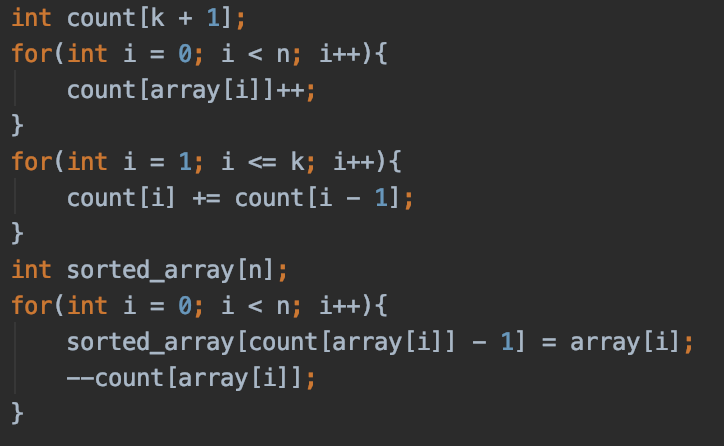 int count[k + 1];
for(int i = 0; i < n; i++){
    count[array[i]]++;
}
for(int i = 1; i <= k; i++){
    count[i] += count[i - 1];
}
int sorted_array[n];
for(int i = 0; i < n; i++){
    sorted_array[count[array[i]] - 1] = array[i];
    --count[array[i]];
}